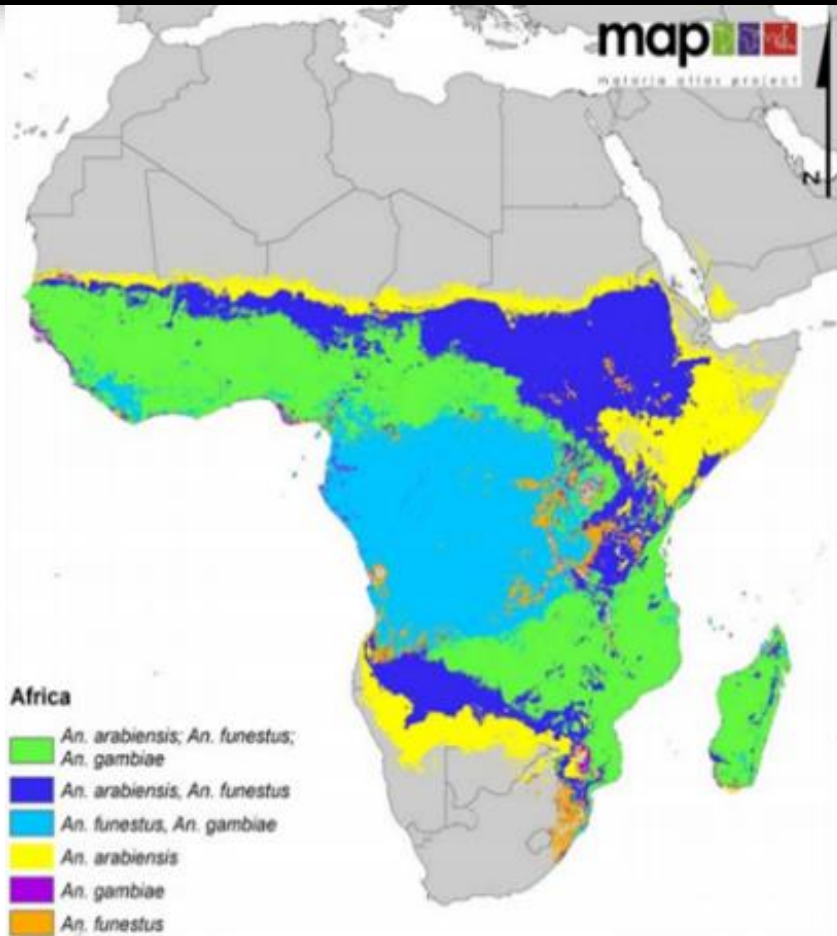 map
malaria atlas project
N
Africa
An. arabiensis; An. funestus;
An. gambiae
An. arabiensis, An. funestus
An. funestus, An. gambiae
An. arabiensis
An. gambiae
An. funestus